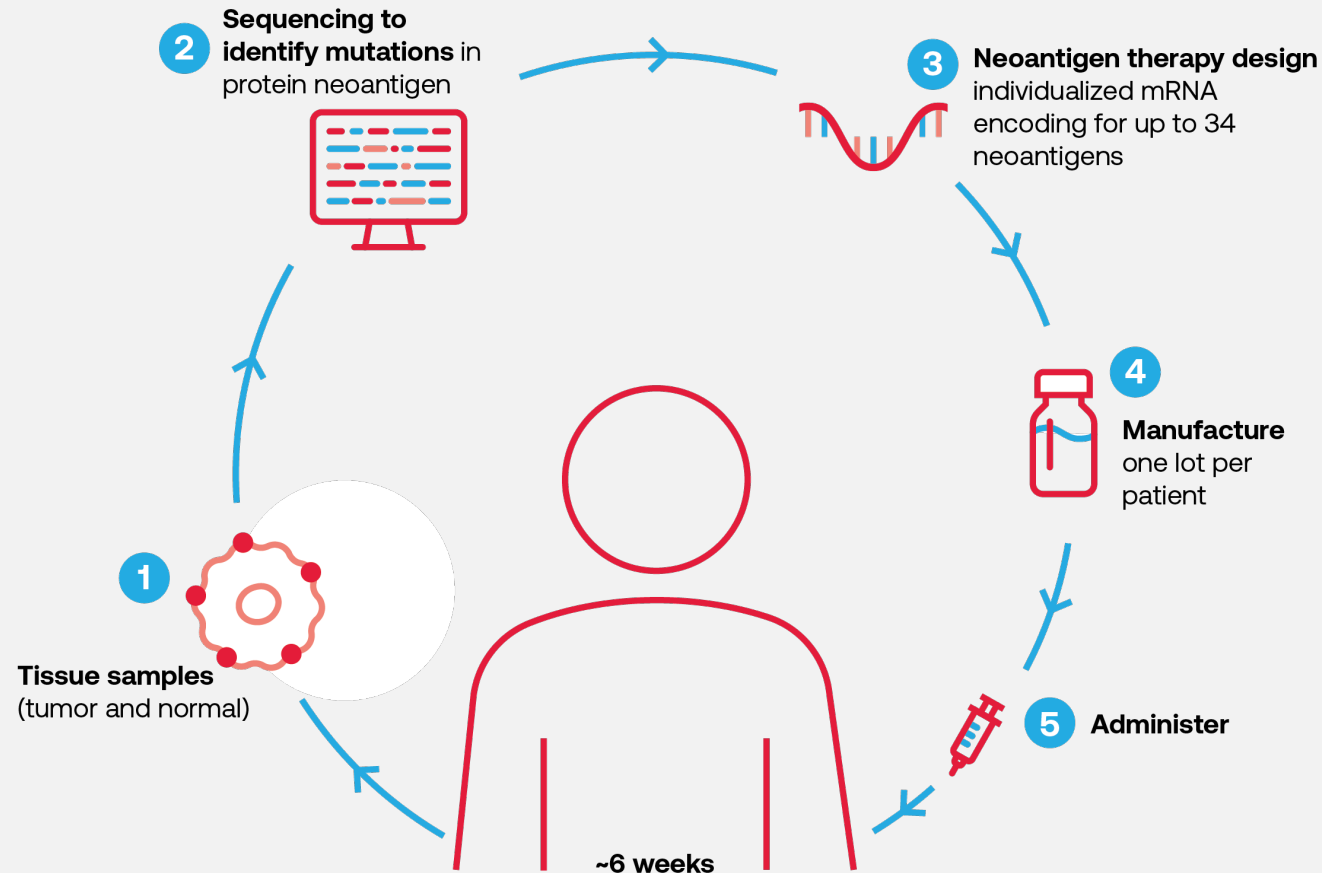 2
Sequencing to
identify mutations in
protein neoantigen
3
Neoantigen therapy design
individualized mRNA
encoding for up to 34
neoantigens
4
Manufacture
one lot per
patient
5
Administer
1
Tissue samples
(tumor and normal)
~6 weeks